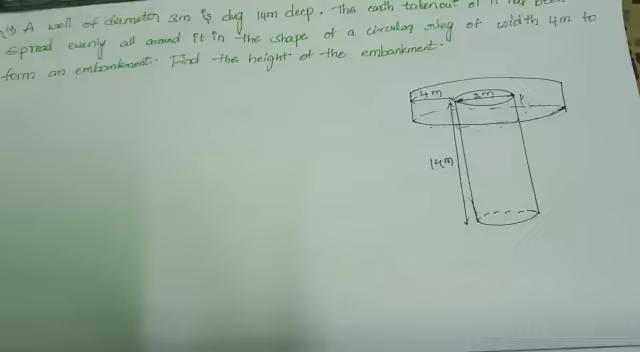 A well of diameter 3m is dug 14m deep. The earth taken out of it has been
spread evenly all around it in the shape of a circular ring of width 4m to
form an embankment. Find the height of the embankment.
4m
3m
14m